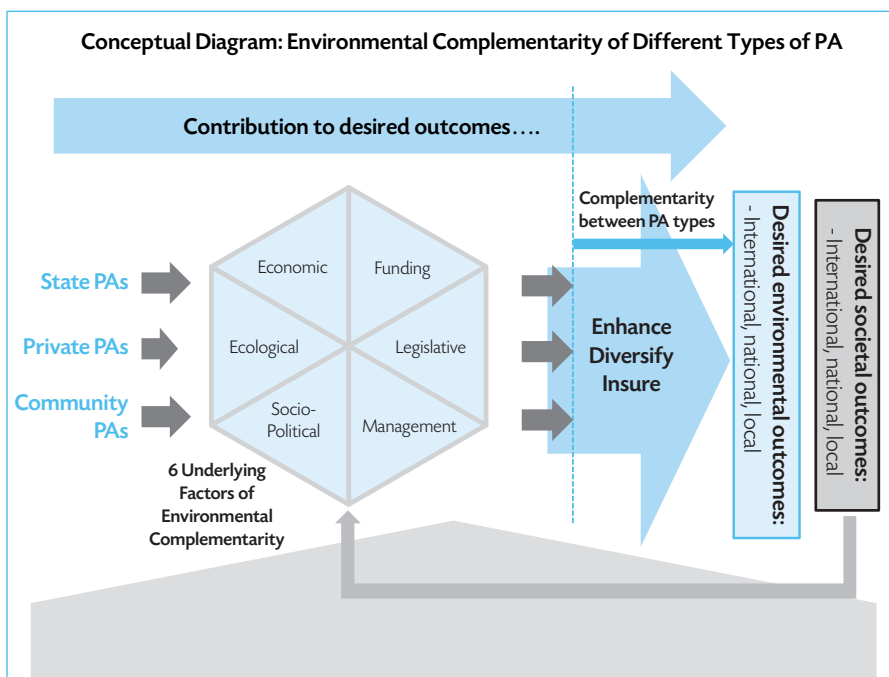 Conceptual Diagram: Environmental Complementarity of Different Types of PA
Contribution to desired outcomes....
Complementarity
between PA types
State PAs
Private PAs
Community
PAs
Economic
Funding
Ecological
Legislative
Socio-
Political
Management
6 Underlying
Factors of
Environmental
Complementarity
Enhance
Diversify
Insure
Desired environmental outcomes:
- International, national, local
Desired societal outcomes:
- International, national, local